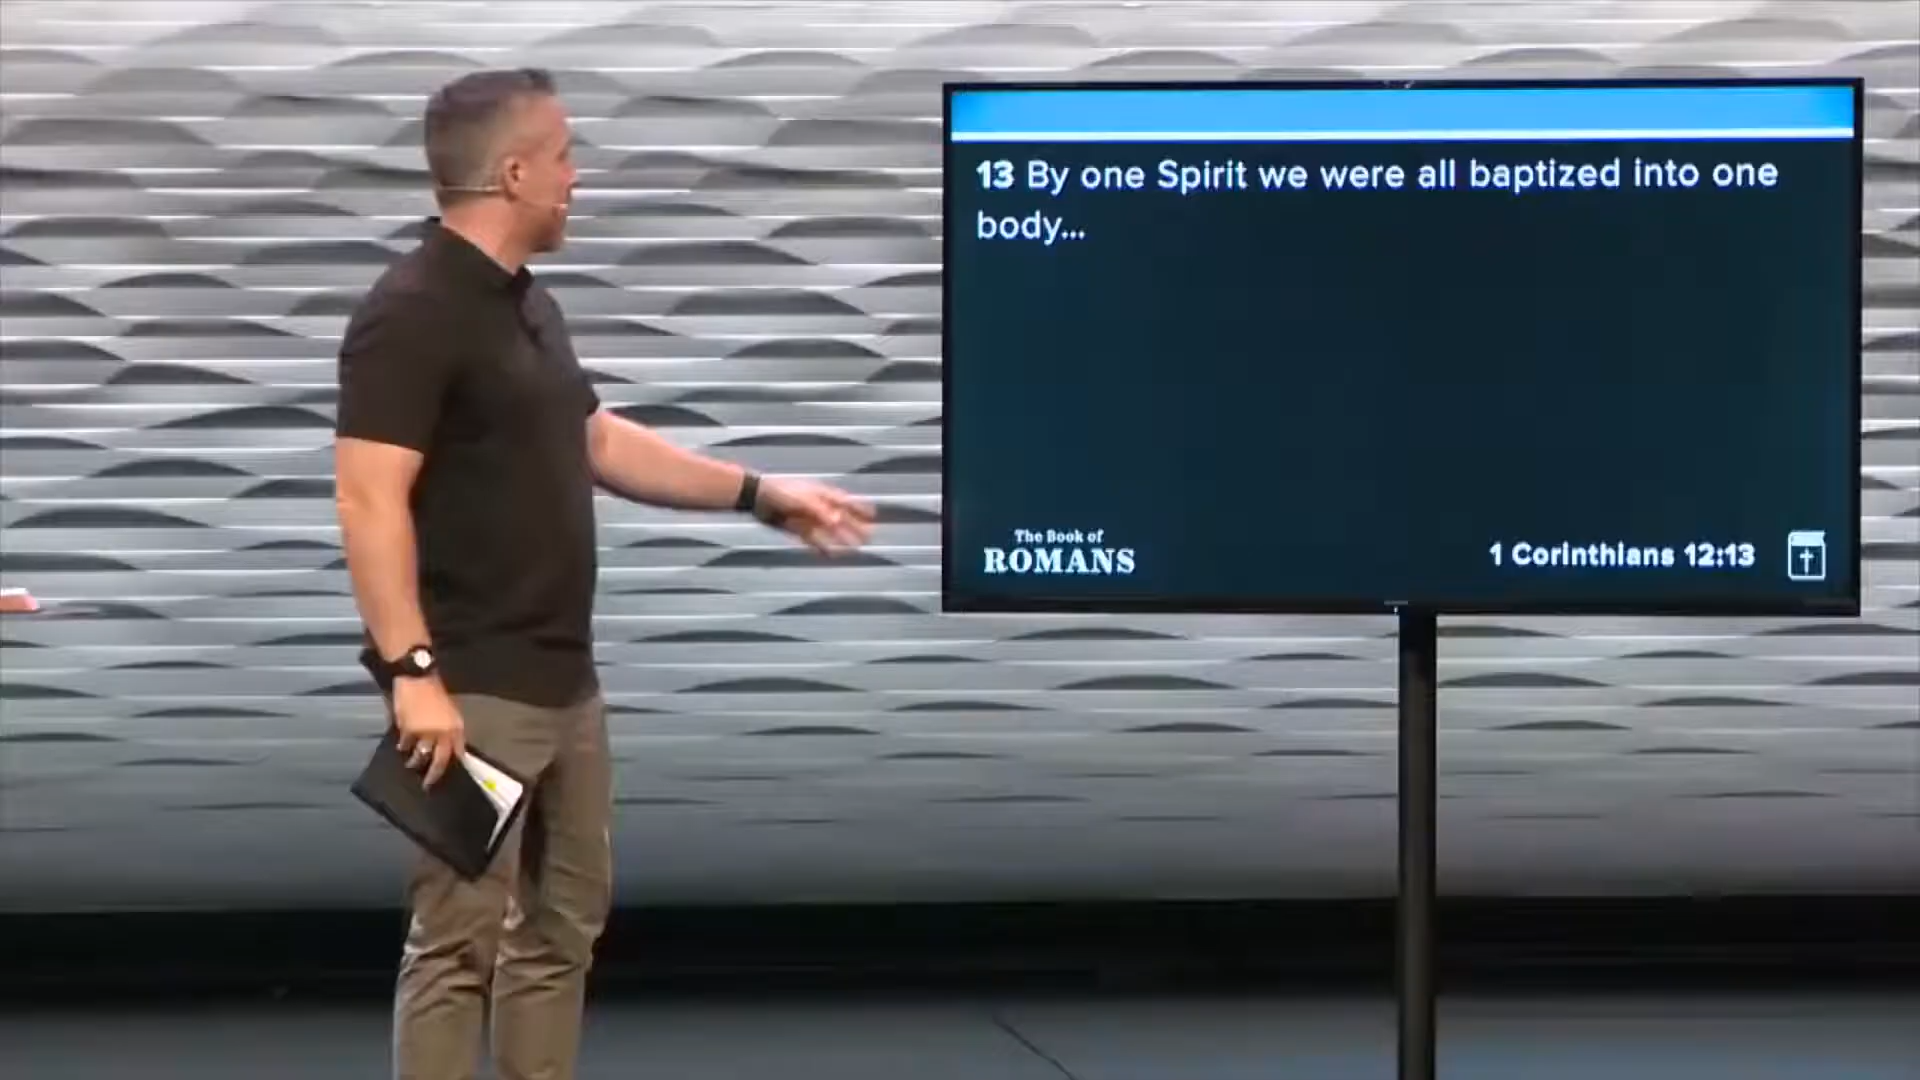 13 By one Spirit we were all baptized into one
body...
The Book of
ROMANS
1 Corinthians 12:13